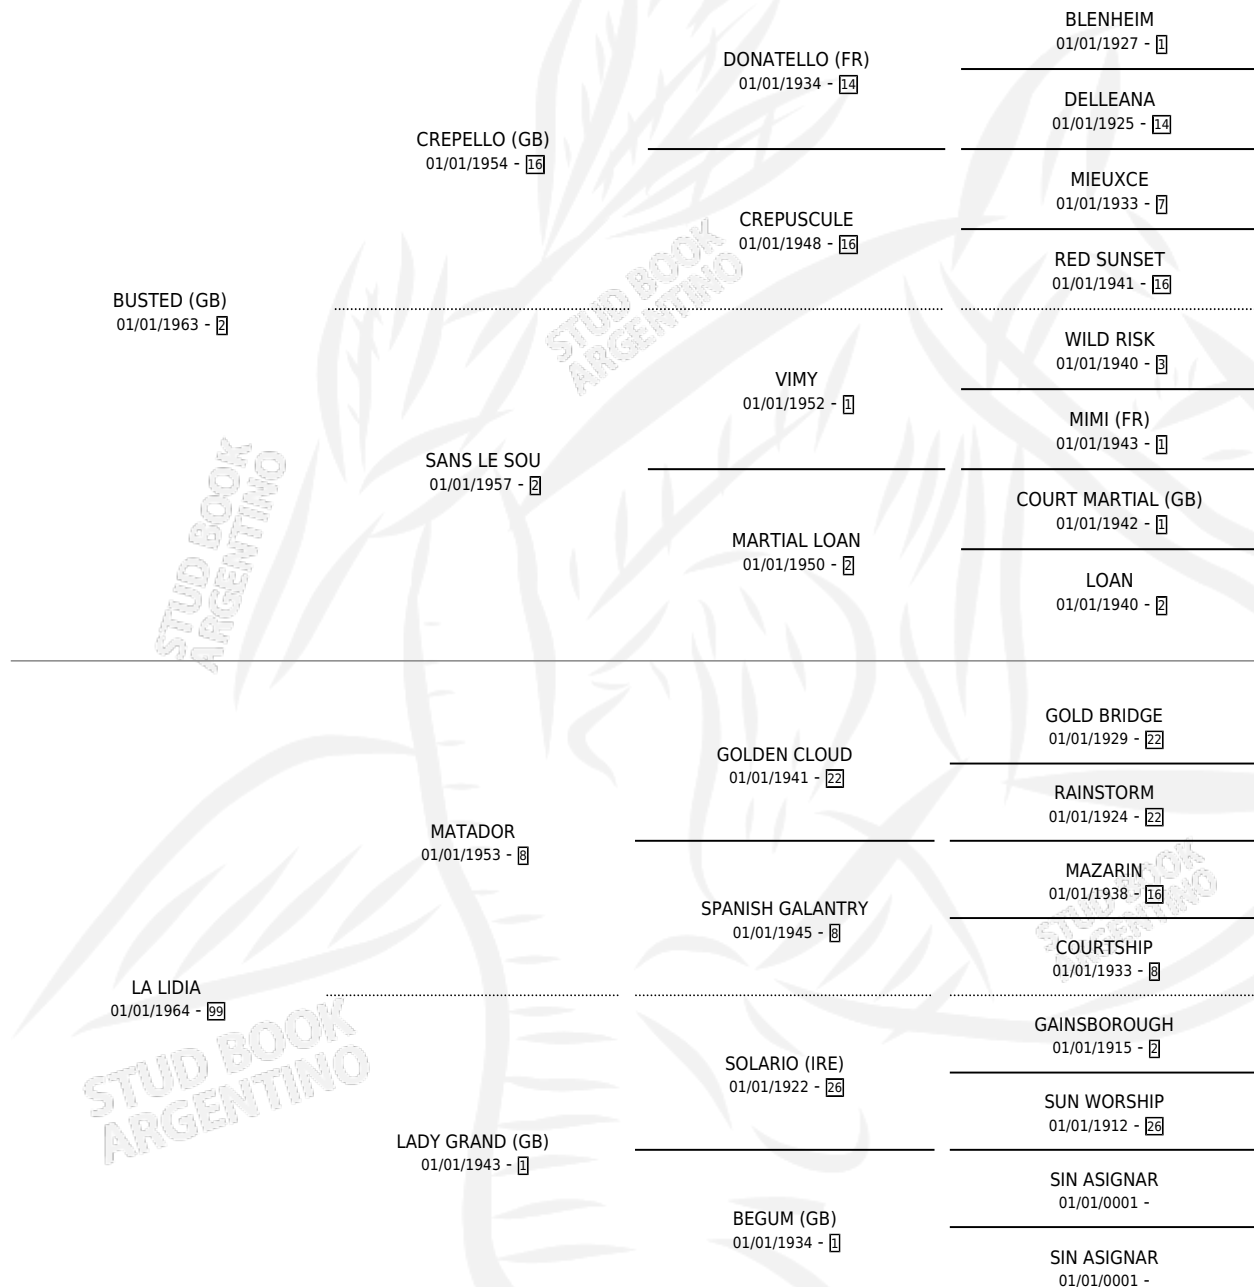 BLENHEIM
01/01/1927 - 1
DONATELLO (FR)
01/01/1934 - 14
DELLEANA
01/01/1925 - 14
CREPELLO (GB)
01/01/1954 - 16
MIEUXCE
01/01/1933 - 7
CREPUSCULE
01/01/1948 - 16
RED SUNSET
01/01/1941 - 16
BUSTED (GB)
01/01/1963 - 2
STUD BOOK
ARGENTINO
WILD RISK
01/01/1940 - 3
VIMY
01/01/1952 - 1
MIMI (FR)
01/01/1943 - 1
SANS LE SOU
01/01/1957 - 2
COURT MARTIAL (GB)
01/01/1942 - 1
MARTIAL LOAN
01/01/1950 - 2
LOAN
01/01/1940 - 2
STUD BOOK
ARGENTINO
GOLD BRIDGE
01/01/1929 - 22
GOLDEN CLOUD
01/01/1941 - 22
RAINSTORM
01/01/1924 - 22
MATADOR
01/01/1953 - 8
MAZARIN
01/01/1938 - 16
SPANISH GALANTRY
01/01/1945 - 8
STUD BOOK
ARGENTINO
COURTSHIP
01/01/1933 - 8
LA LIDIA
01/01/1964 - 99
STUD BOOK
ARGENTINO
GAINSBOROUGH
01/01/1915 - 2
SOLARIO (IRE)
01/01/1922 - 26
SUN WORSHIP
01/01/1912 - 26
LADY GRAND (GB)
01/01/1943 - 1
SIN ASIGNAR
01/01/0001 -
BEGUM (GB)
01/01/1934 - 1
SIN ASIGNAR
01/01/0001 -